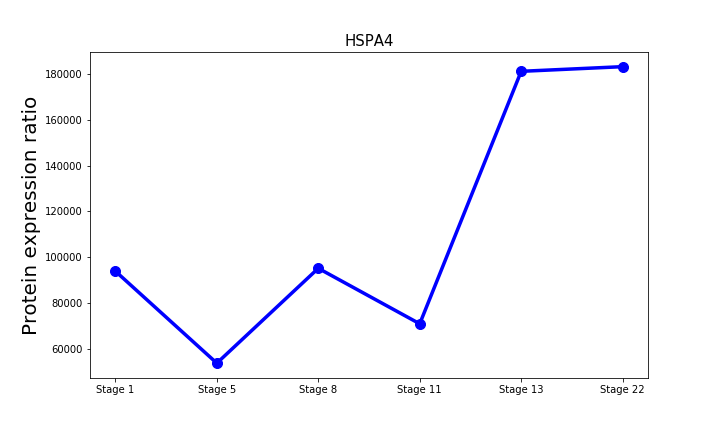 HSPA4
Protein expression ratio
180000
160000
140000
120000
100000
80000
60000
Stage 1 Stage 5 Stage 8 Stage 11 Stage 13 Stage 22